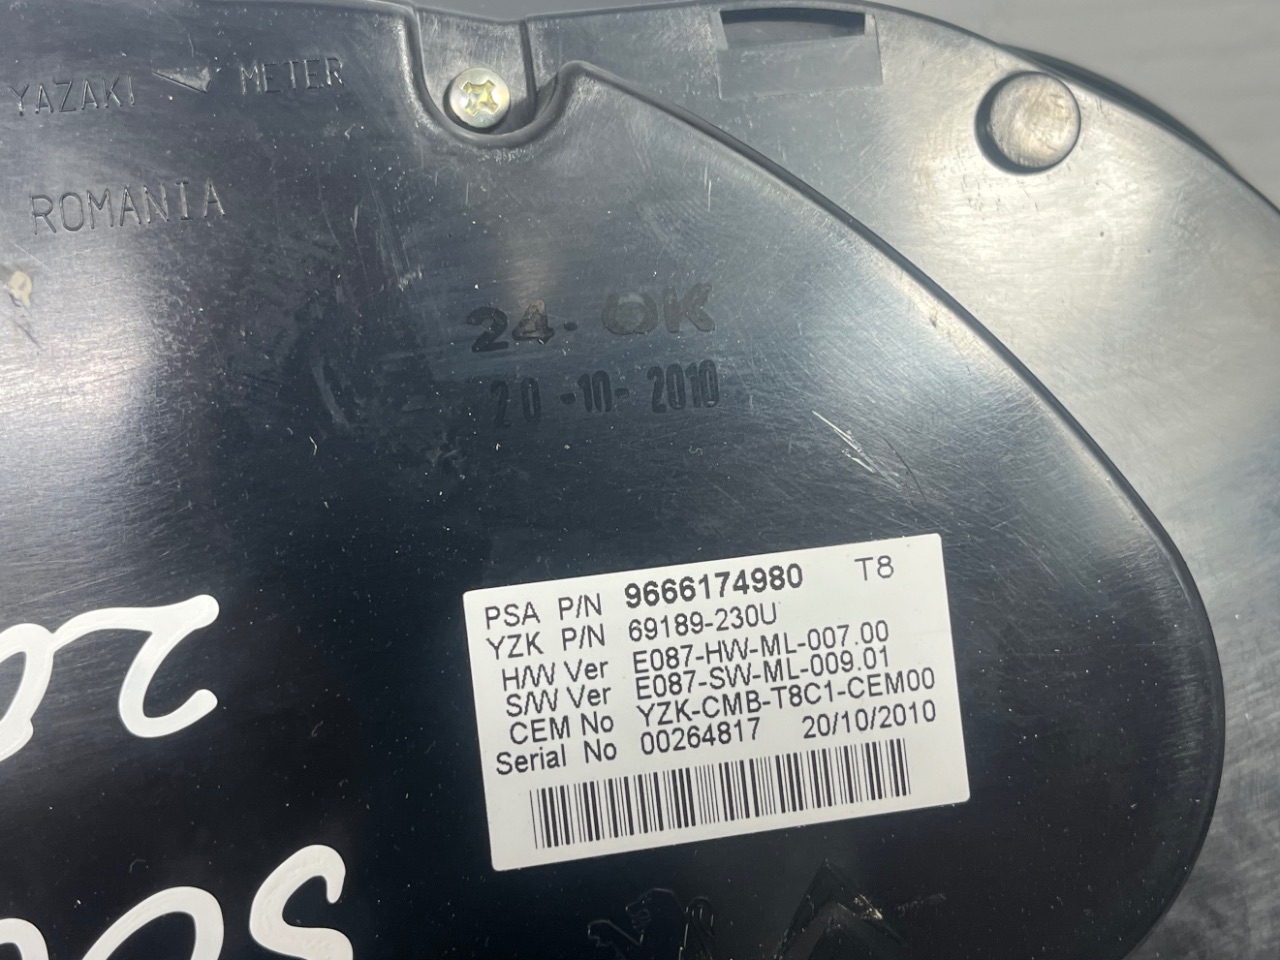 YAZAKI METER
ROMANIA
24. OK
20 -10- 2010
PSA P/N 9666174980 T8
YZK P/N 69189-230U
H/W Ver E087-HW-ML-007.00
S/W Ver E087-SW-ML-009.01
CEM No YZK-CMB-T8C1-CEM00
Serial No 00264817 20/10/2010